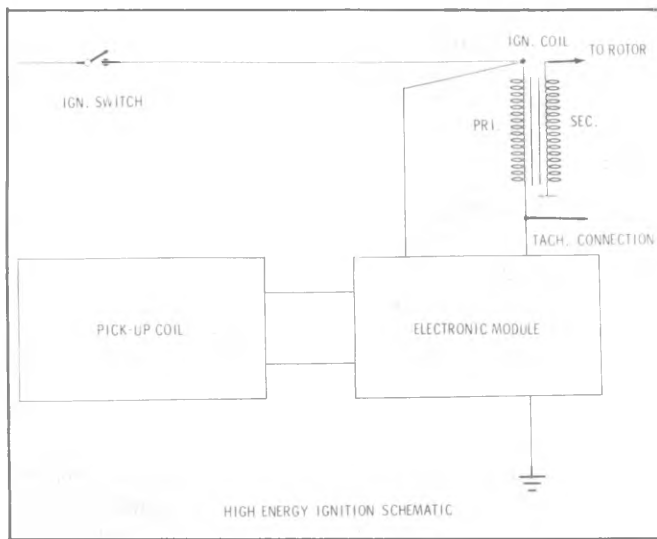 IGN. COIL
TO ROTOR
IGN. SWITCH
PRI.
SEC.
TACH. CONNECTION
PICK-UP COIL
ELECTRONIC MODULE
HIGH ENERGY IGNITION SCHEMATIC